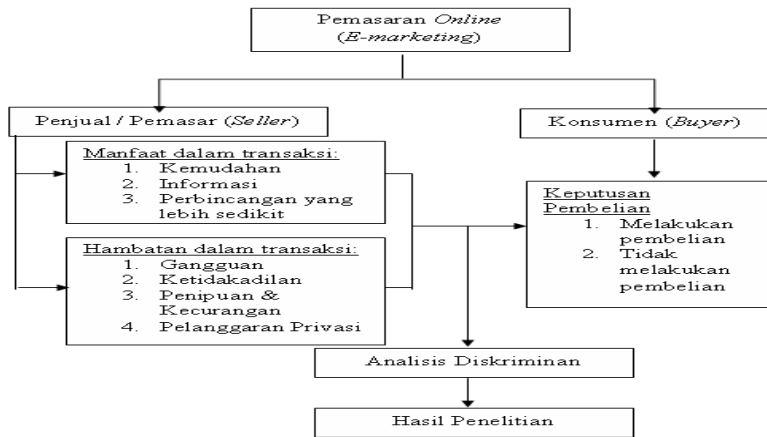 Pemasaran Online
(E-marketing)
Penjual / Pemasar (Seller)
Konsumen (Buyer)
Manfaat dalam transaksi:
1. Kemudahan
2. Informasi
3. Perbincangan yang
lebih sedikit
Hambatan dalam transaksi:
1. Gangguan
2. Ketidakadilan
3. Penipuan &
Kecurangan
4. Pelanggaran Privasi
Keputusan
Pembelian
1. Melakukan
pembelian
2. Tidak
melakukan
pembelian
Analisis Diskriminan
Hasil Penelitian